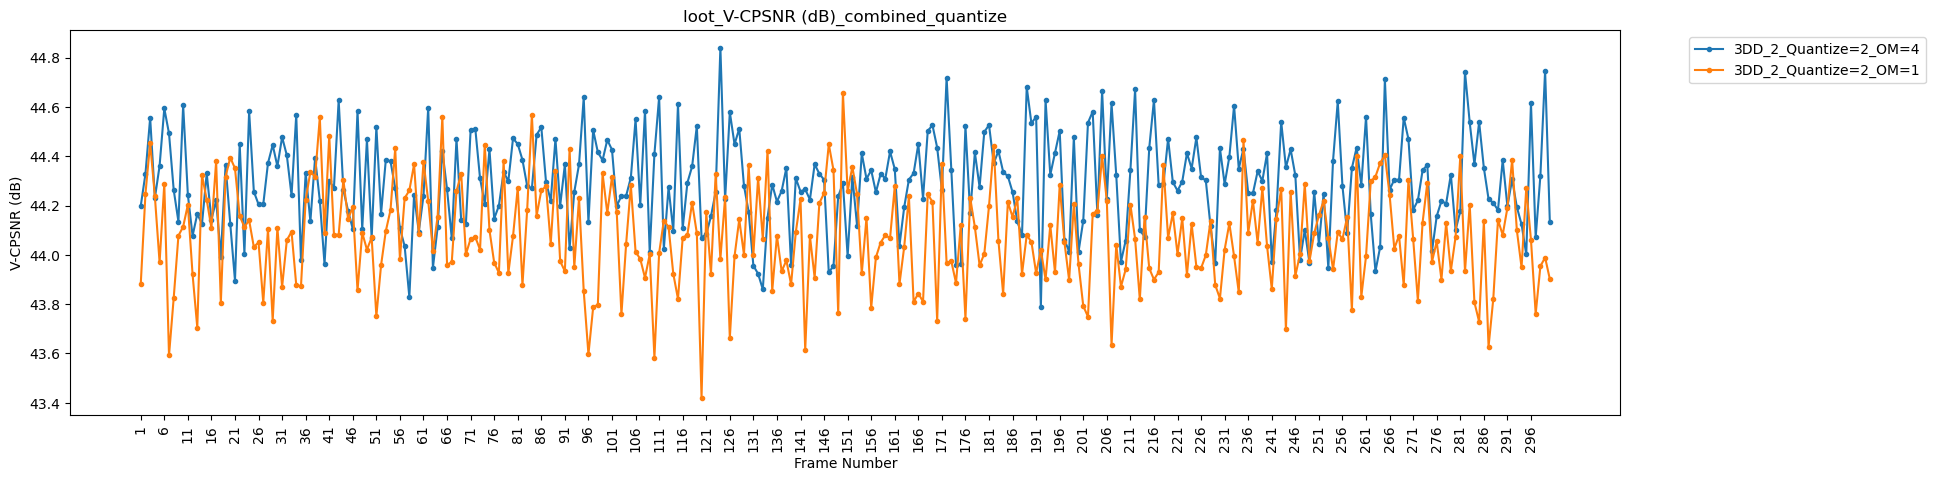 loot_V-CPSNR (dB)_combined_quantize
3DD_2_Quantize=2_OM=4
3DD_2_Quantize=2_OM=1
V-CPSNR (dB)
44.8
44.6
44.4
44.2
44.0
43.8
43.6
43.4
1 6 11 16 21 26 31 36 41 46 51 56 61 66 71 76 81 86 91 96 101 106 111 116 121 126 131 136 141 146 151 156 161 166 171 176 181 186 191 196 201 206 211 216 221 226 231 236 241 246 251 256 261 266 271 276 281 286 291 296
Frame Number